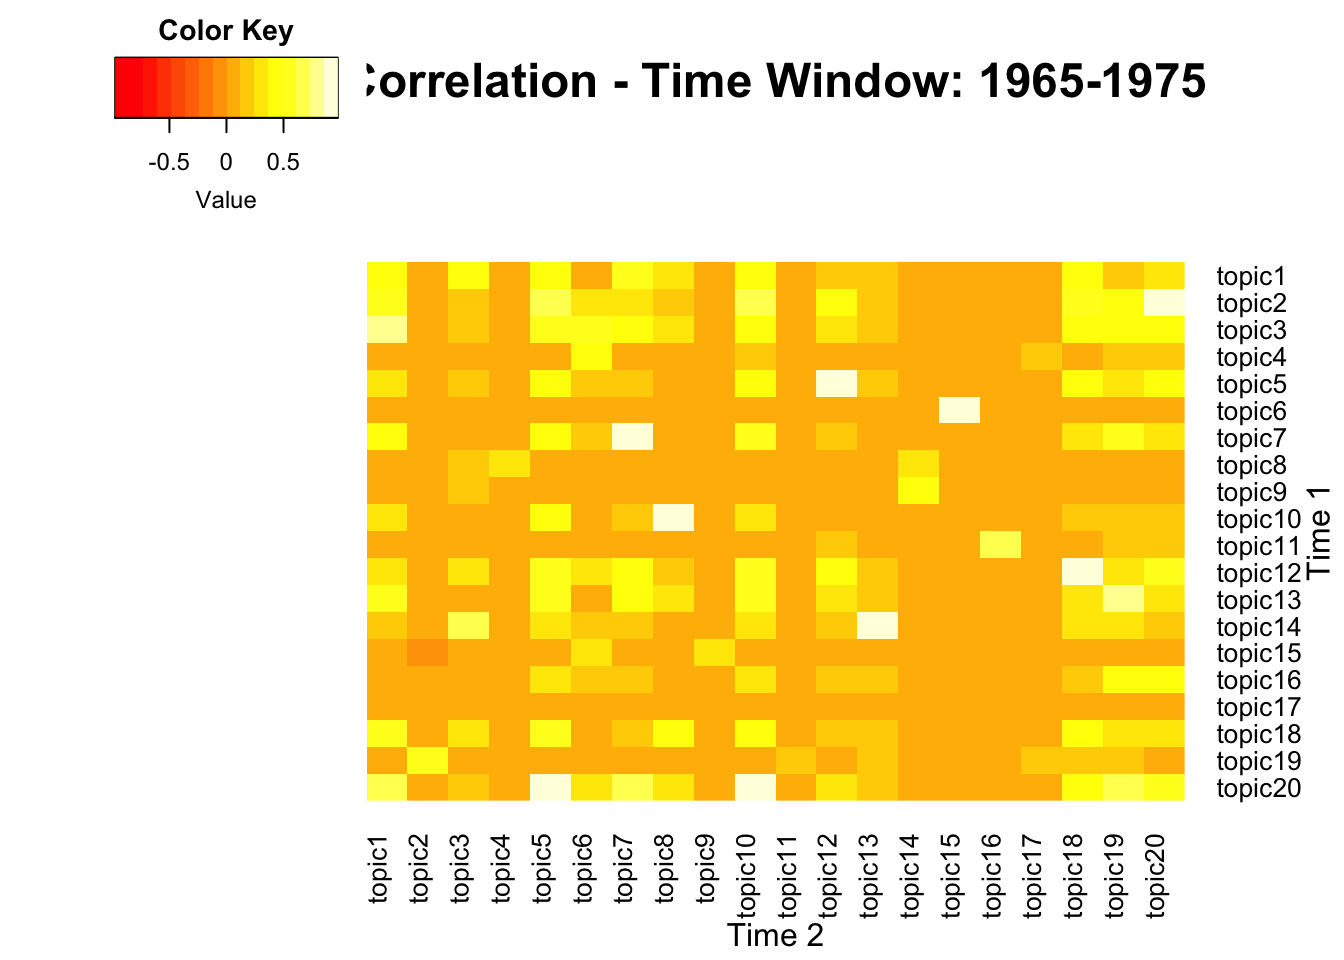 Color Key
Correlation - Time Window: 1965-1975
-0.5 0 0.5
Value
topic1
topic2
topic3
topic4
topic5
topic6
topic7
topic8
topic9
topic10
topic11
topic12
topic13
topic14
topic15
topic16
topic17
topic18
topic19
topic20
Time 1
topic1
topic2
topic3
topic4
topic5
topic6
topic7
topic8
topic9
topic10
topic11
topic12
topic13
topic14
topic15
topic16
topic17
topic18
topic19
topic20
Time 2